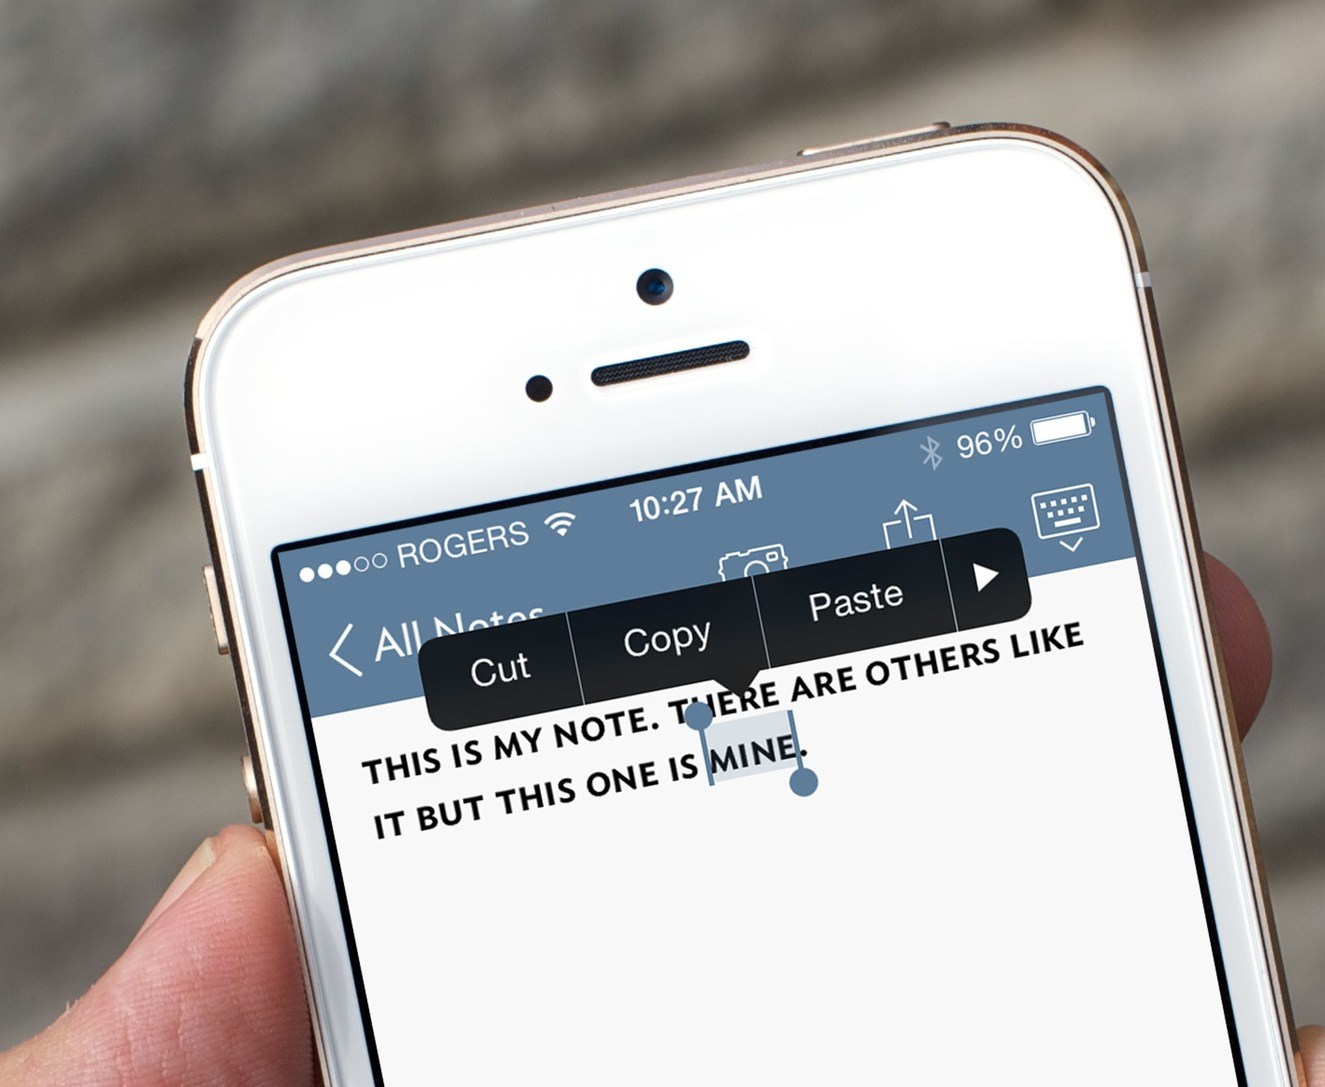 ROGERS 10:27 AM 96%
All Notes
Cut Copy Paste
THIS IS MY NOTE. THERE ARE OTHERS LIKE
IT BUT THIS ONE IS MINE.